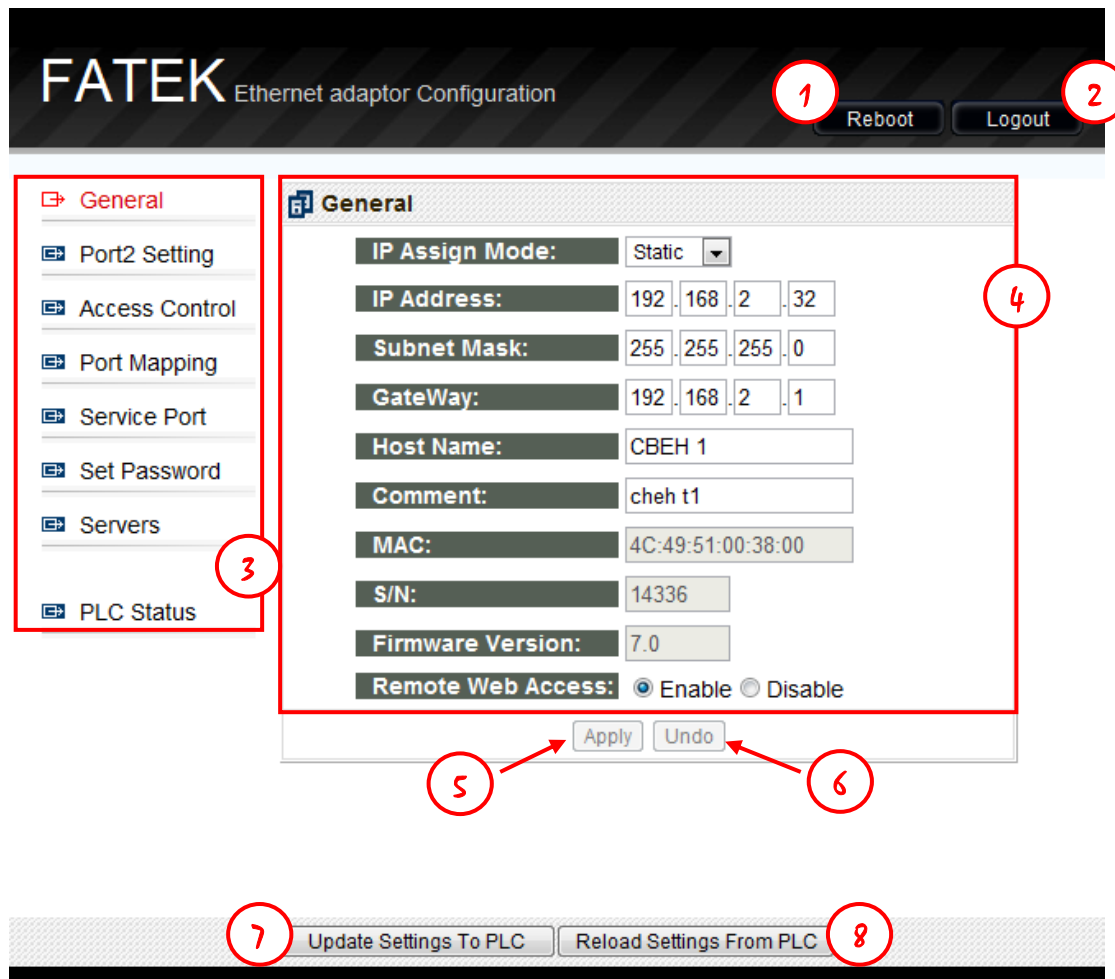 FATEK Ethernet adaptor Configuration
1 Reboot Logout 2
General
Port2 Setting
Access Control
Port Mapping
Service Port
Set Password
Servers
3
PLC Status
General
IP Assign Mode: Static
IP Address: 192 . 168 . 2 . 32
4
Subnet Mask: 255 . 255 . 255 . 0
GateWay: 192 . 168 . 2 . 1
Host Name: CBEH 1
Comment: cheh t1
MAC: 4C:49:51:00:38:00
S/N: 14336
Firmware Version: 7.0
Remote Web Access: Enable Disable
Apply Undo
5 6
7 Update Settings To PLC Reload Settings From PLC 8